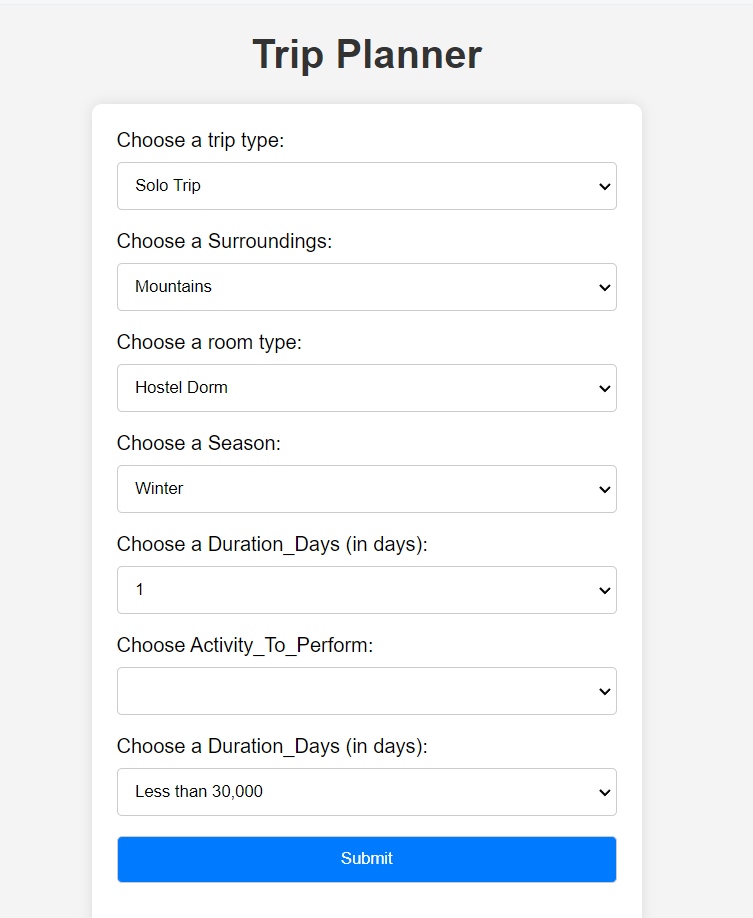 Trip Planner
Choose a trip type:
Solo Trip
Choose a Surroundings:
Mountains
Choose a room type:
Hostel Dorm
Choose a Season:
Winter
Choose a Duration_Days (in days):
1
Choose Activity_To_Perform:
Choose a Duration_Days (in days):
Less than 30,000
Submit